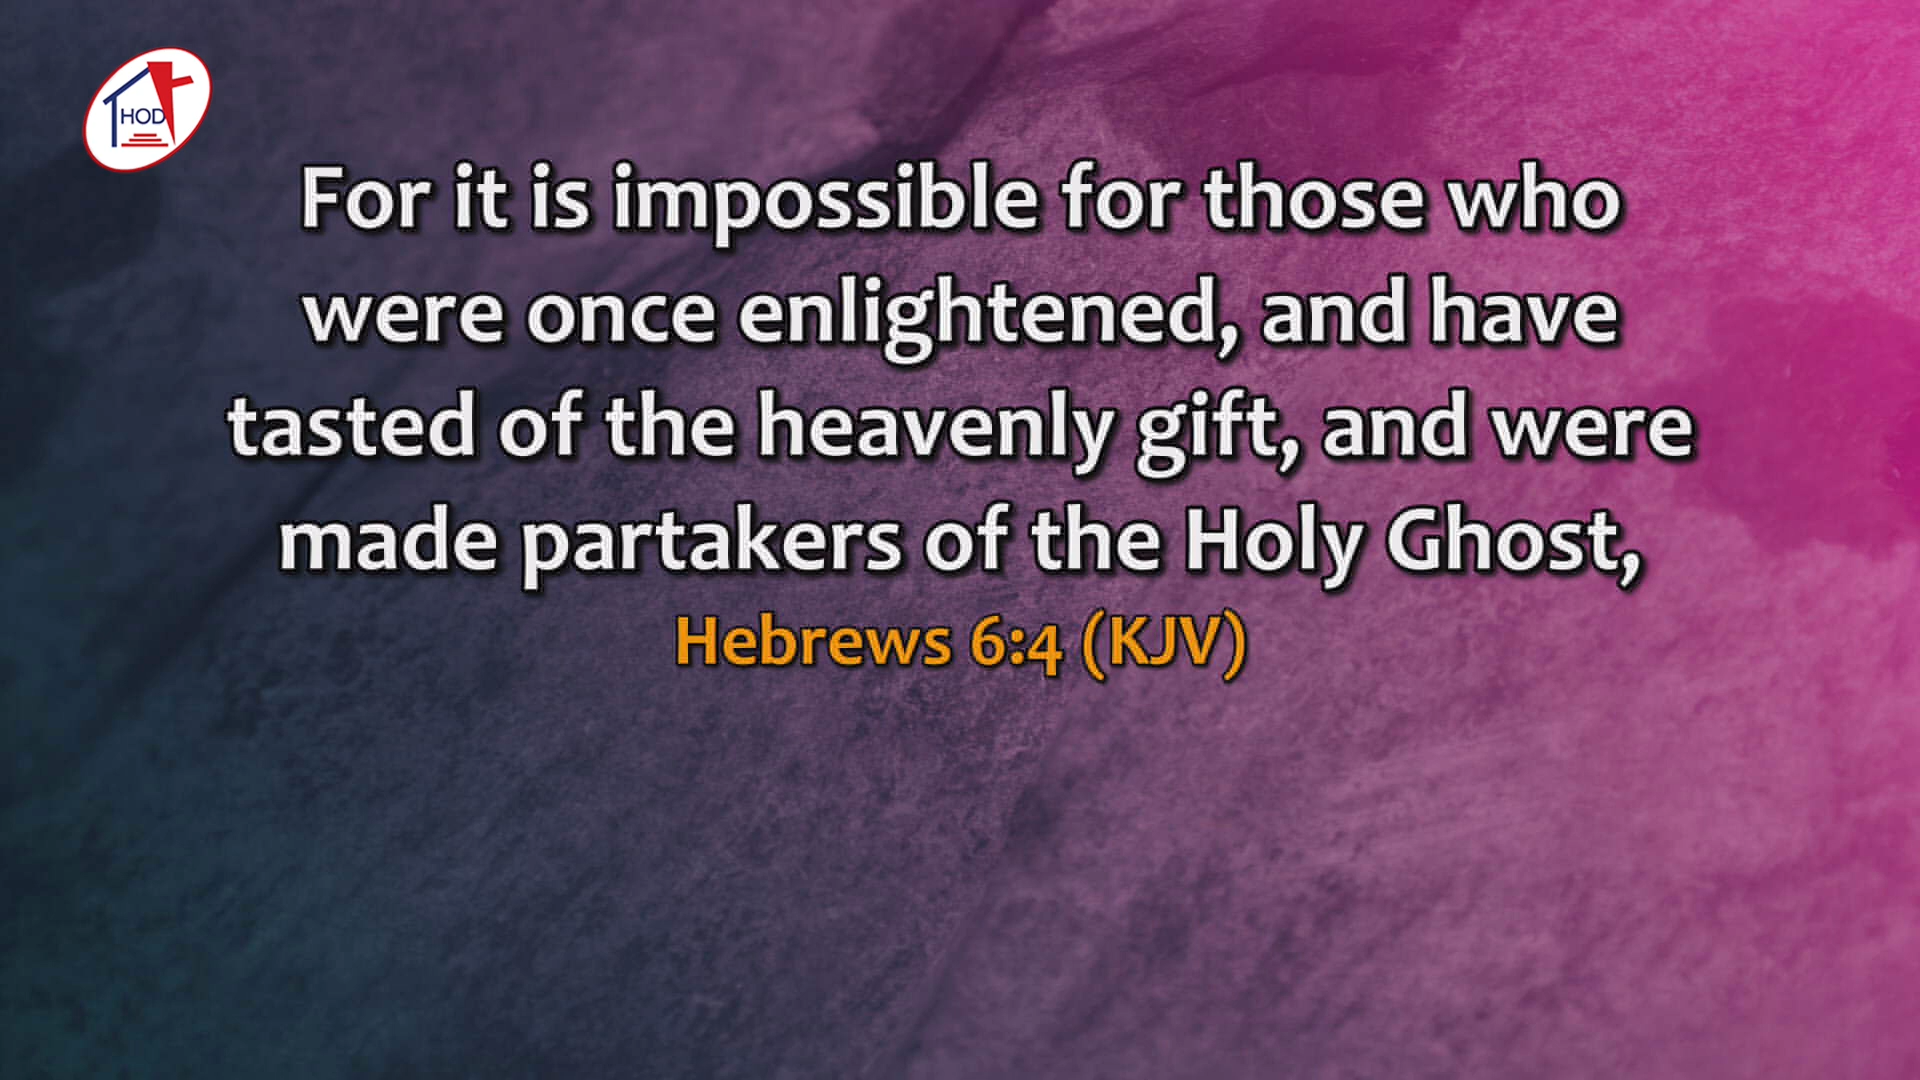 HOD
For it is impossible for those who
were once enlightened, and have
tasted of the heavenly gift, and were
made partakers of the Holy Ghost,
Hebrews 6:4 (KJV)